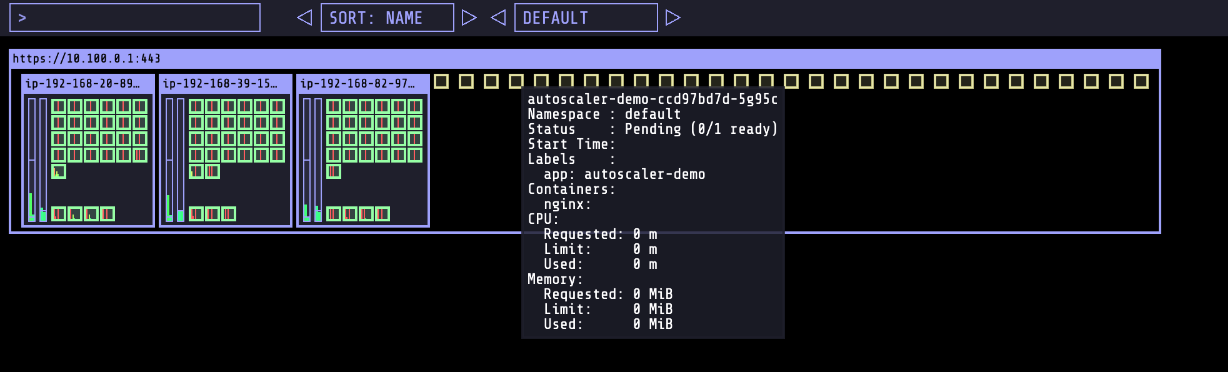 >
SORT: NAME
DEFAULT
https://10.100.0.1:443
ip-192-168-20-89…
ip-192-168-39-15…
ip-192-168-82-97…
autoscaler-demo-ccd97bd7d-5g95c
Namespace : default
Status    : Pending (0/1 ready)
Start Time:
Labels    :
  app: autoscaler-demo
Containers:
  nginx:
CPU:
  Requested: 0 m
  Limit:     0 m
  Used:      0 m
Memory:
  Requested: 0 MiB
  Limit:     0 MiB
  Used:      0 MiB